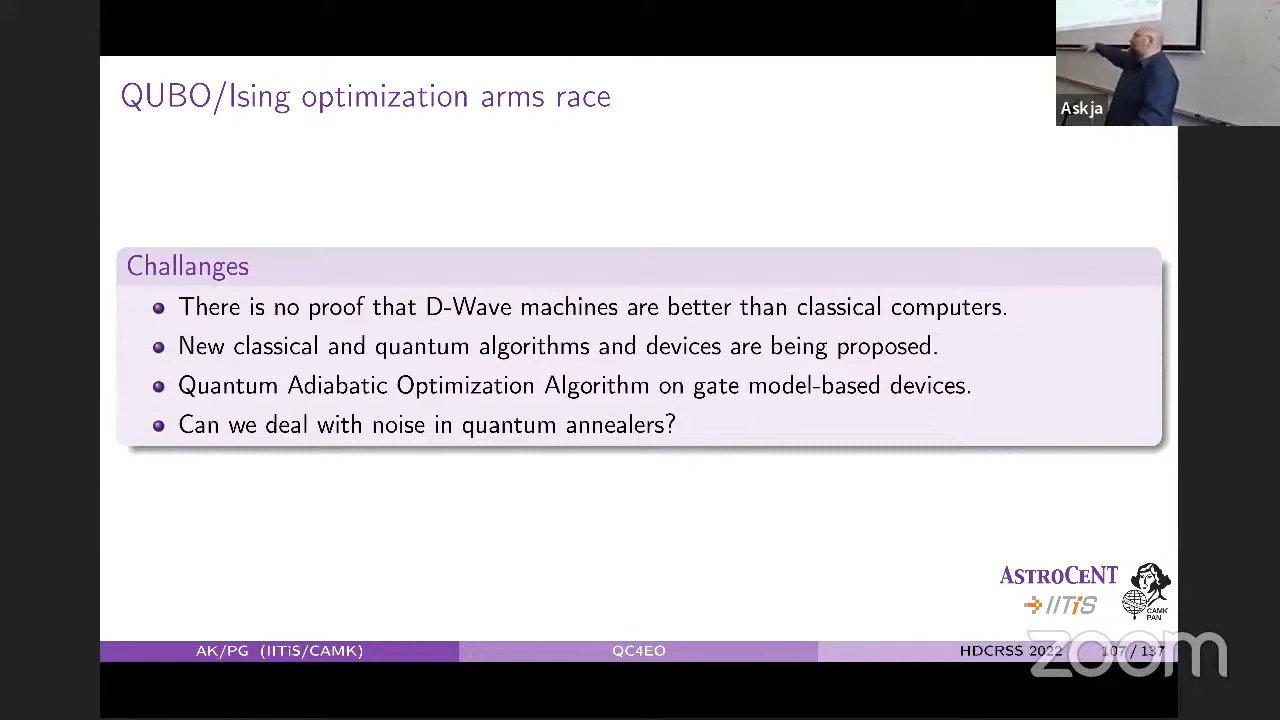 QUBO/Ising optimization arms race
Askja
Challanges
There is no proof that D-Wave machines are better than classical computers.
New classical and quantum algorithms and devices are being proposed.
Quantum Adiabatic Optimization Algorithm on gate model-based devices.
Can we deal with noise in quantum annealers?
ASTROCENT
IITiS
CAMK
PAN
AK/PG (IITiS/CAMK)
QC4EO
HDCRSS 2022
107 / 137
zoom